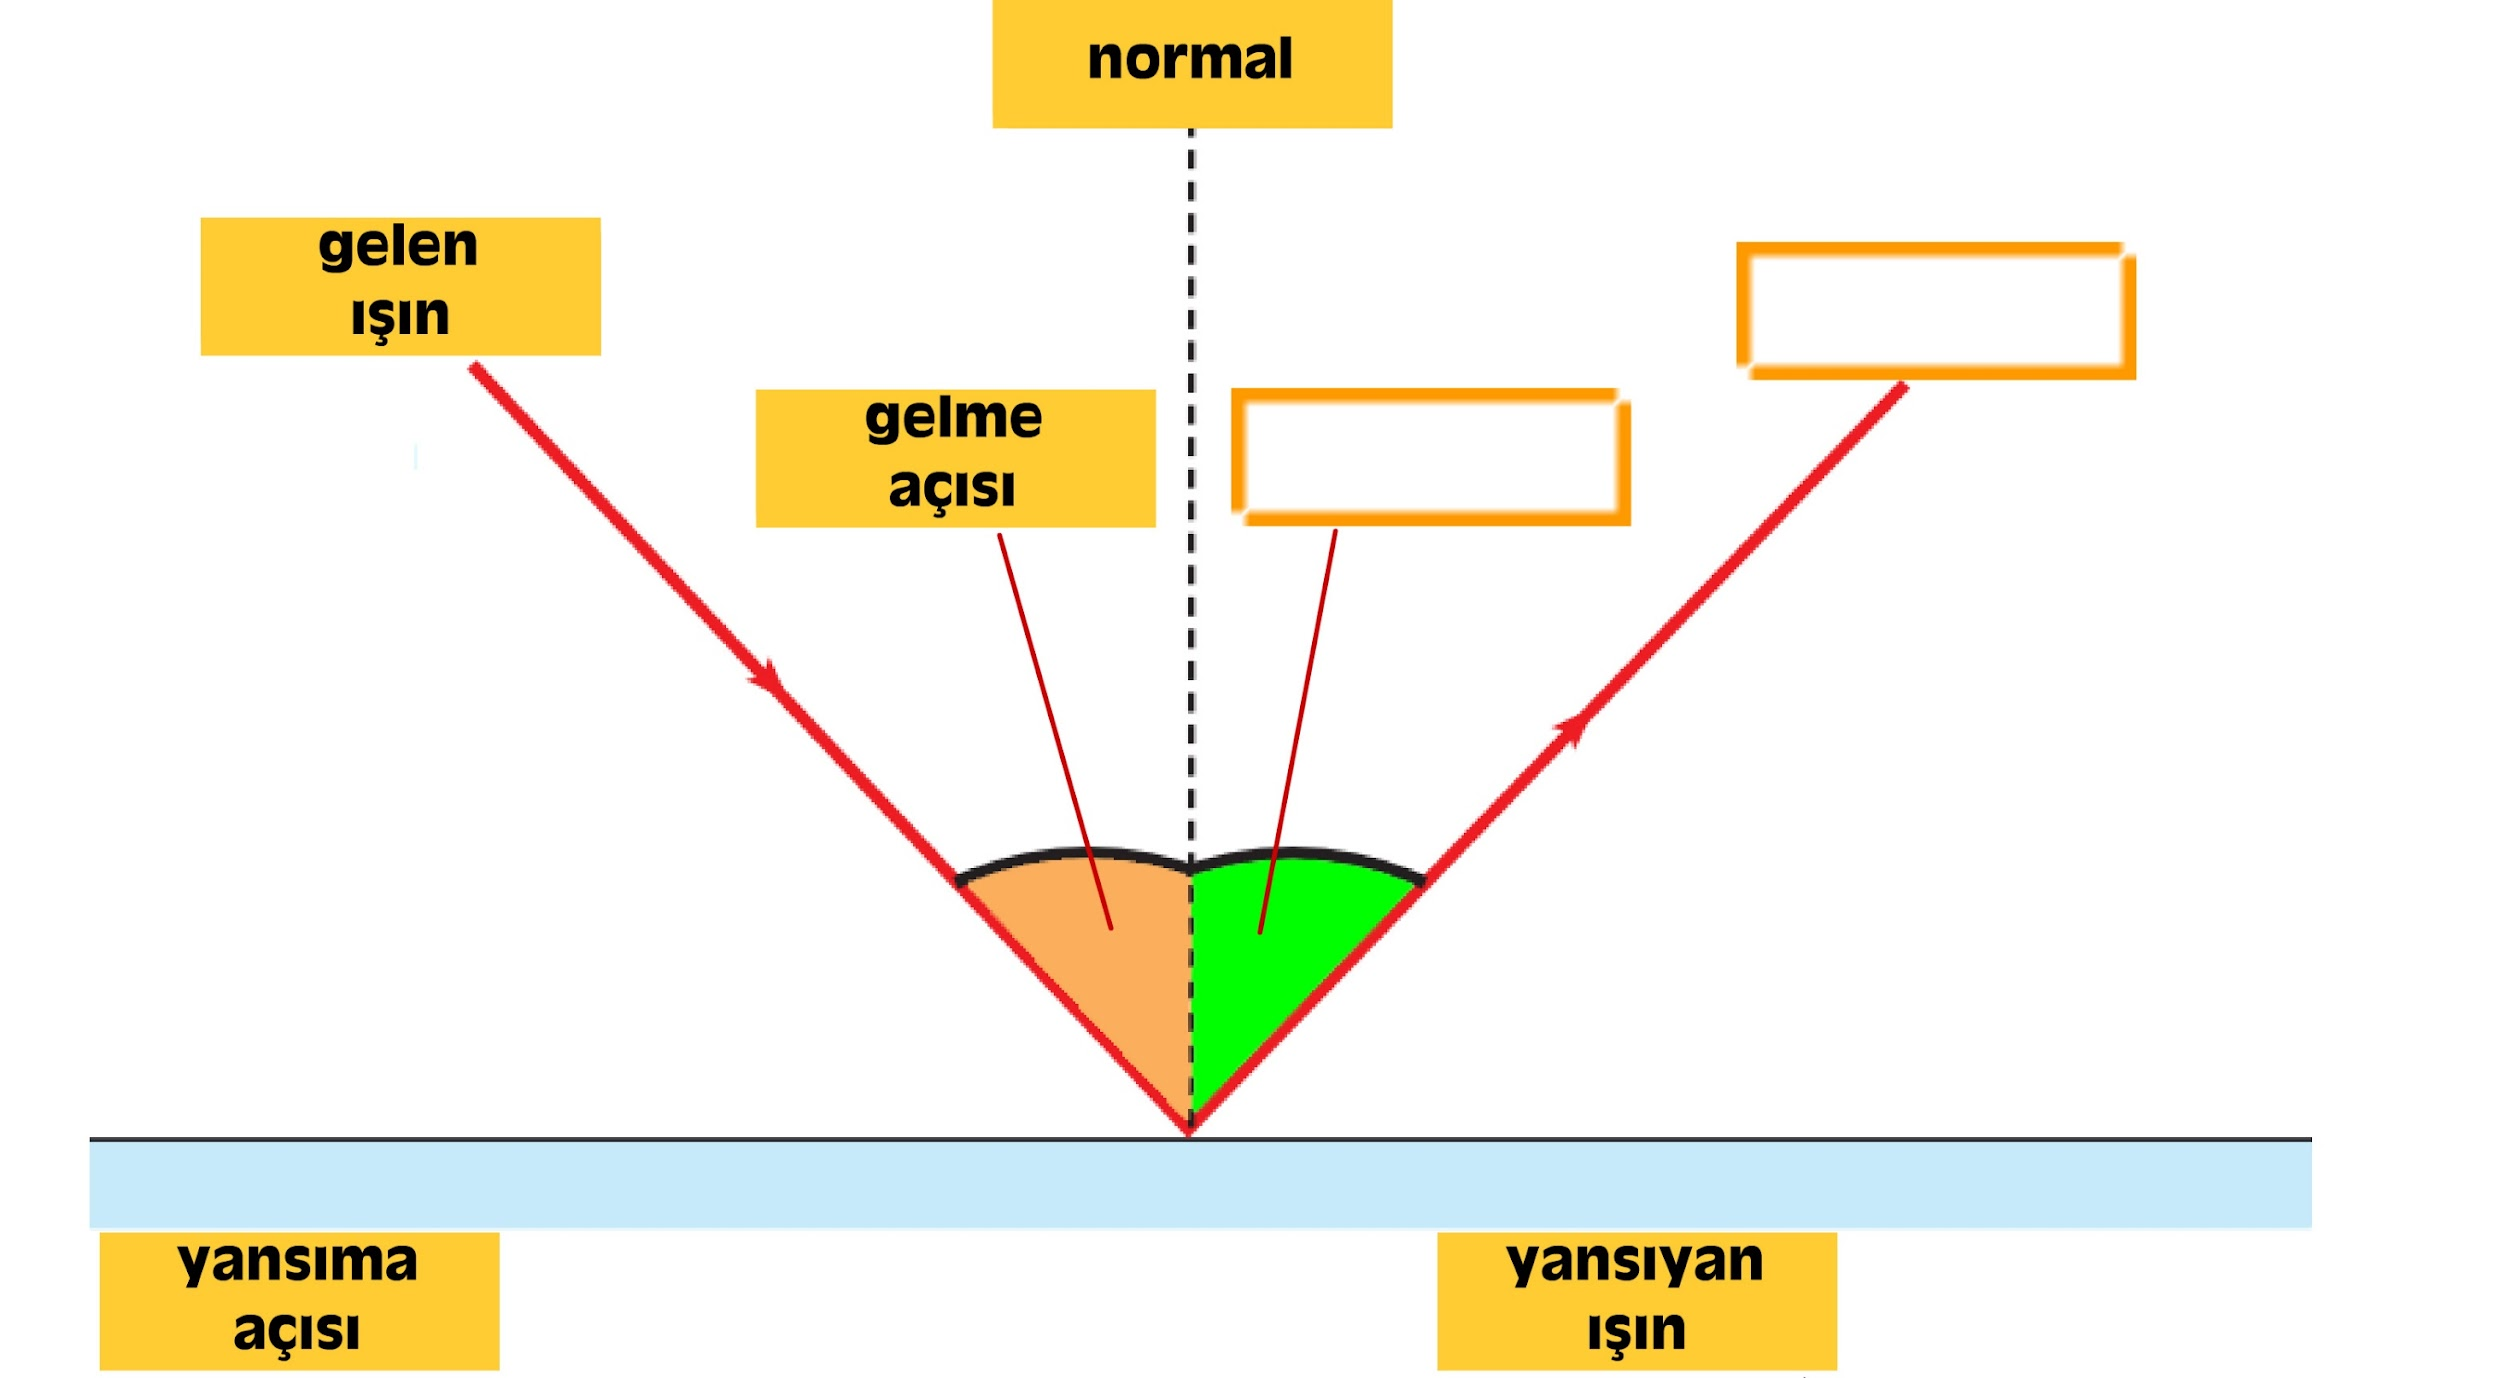 normal
gelen
ışın
gelme
açısı
yansıma
açısı
yansıyan
ışın